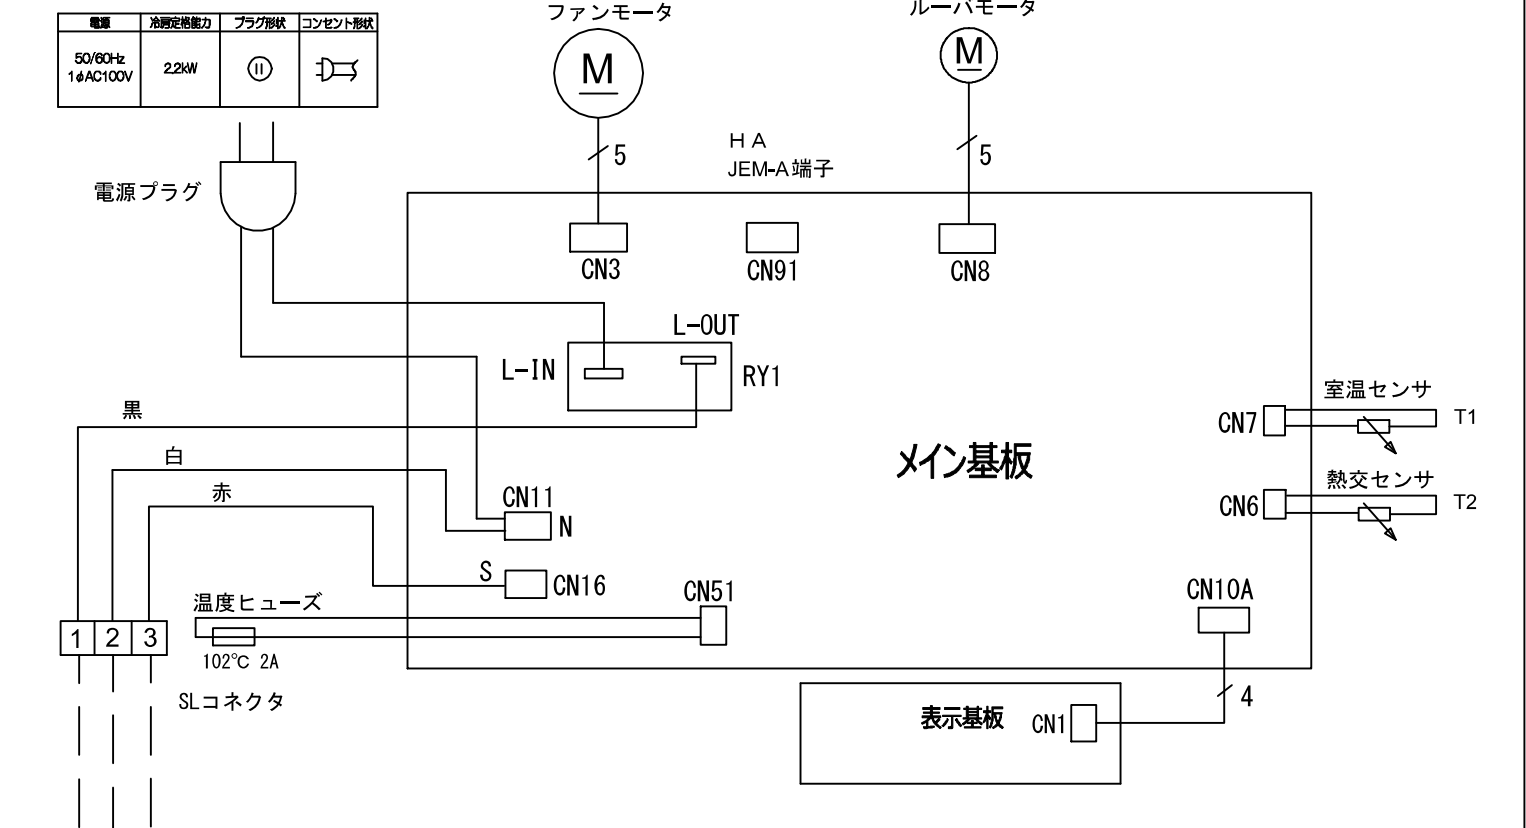 電源 冷房定格能力 プラグ形状 コンセント形状
50/60Hz
1φAC100V
2.2kW
ファンモータ
M
5
ルーバモータ
M
5
HA
JEM-A端子
電源プラグ
CN3
CN91
CN8
L-OUT
L-IN
RY1
黒
白
赤
メイン基板
室温センサ
CN7
T1
熱交センサ
CN6
T2
CN11
N
S
CN16
CN51
CN10A
温度ヒューズ
102℃ 2A
1 2 3
SLコネクタ
4
表示基板
CN1